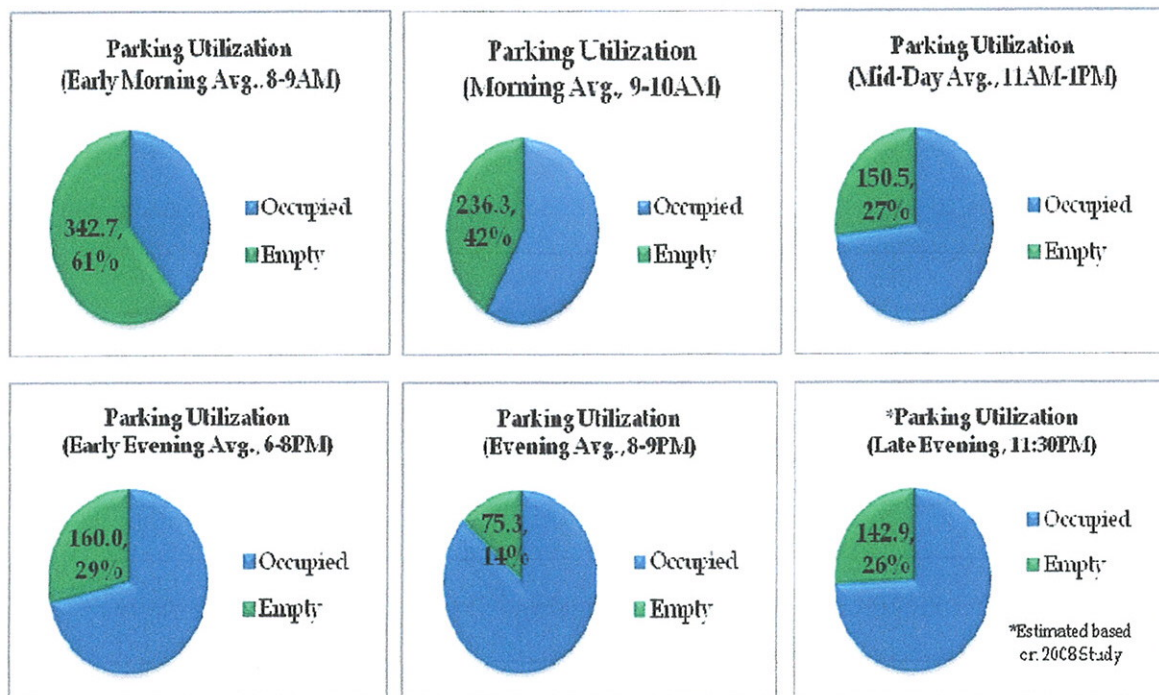 Parking Utilization
(Early Morning Avg., 8-9AM)
342.7,
61%
Occupied
Empty
Parking Utilization
(Morning Avg., 9-10AM)
236.3,
42%
Occupied
Empty
Parking Utilization
(Mid-Day Avg., 11AM-1PM)
150.5,
27%
Occupied
Empty
Parking Utilization
(Early Evening Avg., 6-8PM)
160.0,
29%
Occupied
Empty
Parking Utilization
(Evening Avg., 8-9PM)
75.3,
14%
Occupied
Empty
*Parking Utilization
(Late Evening, 11:30PM)
142.9,
26%
Occupied
Empty
*Estimated based
on 2008 Study